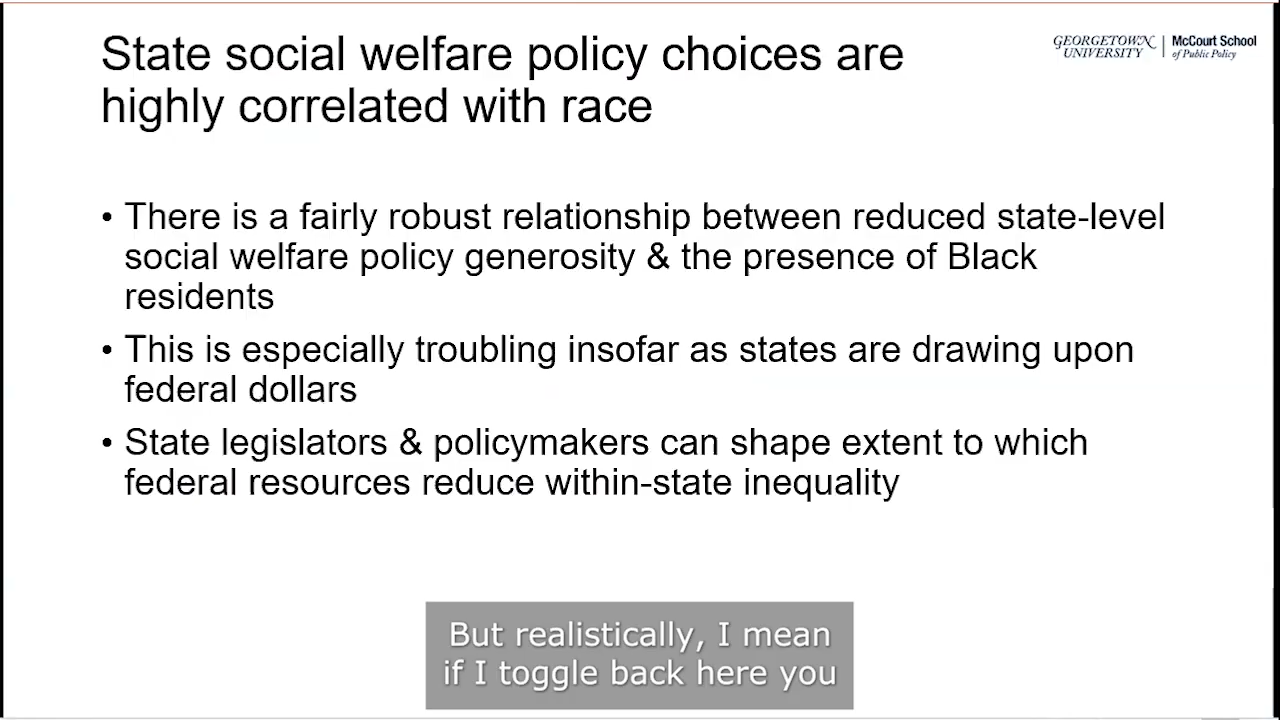 State social welfare policy choices are
highly correlated with race
GEORGETOWN UNIVERSITY
McCourt School of Public Policy
• There is a fairly robust relationship between reduced state-level
social welfare policy generosity & the presence of Black
residents
• This is especially troubling insofar as states are drawing upon
federal dollars
• State legislators & policymakers can shape extent to which
federal resources reduce within-state inequality
But realistically, I mean
if I toggle back here you